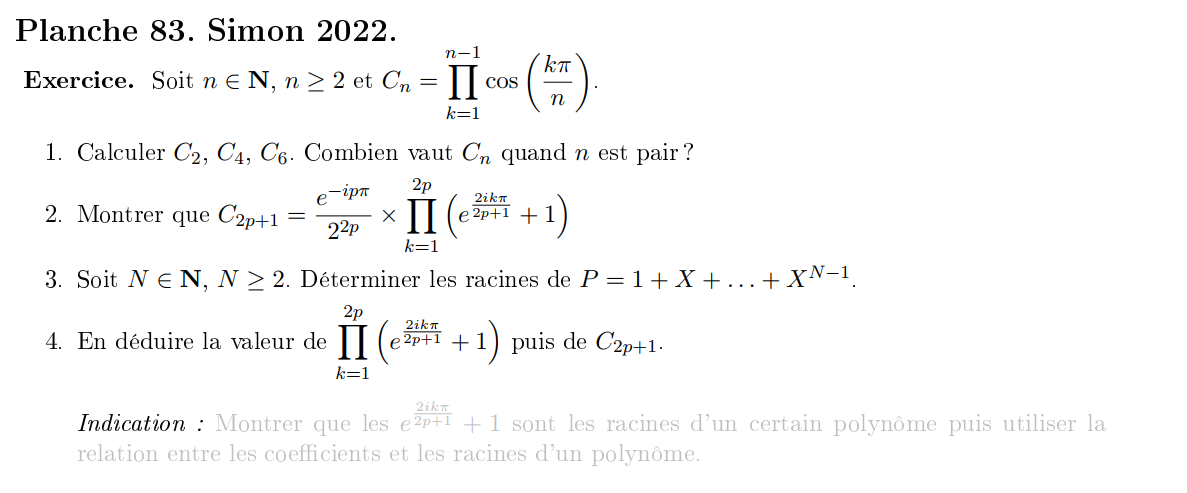 Planche 83. Simon 2022.
Exercice. Soit $n \in \mathbf{N}$, $n \geq 2$ et $C_n = \prod_{k=1}^{n-1} \cos\left(\frac{k\pi}{n}\right)$.
1. Calculer $C_2$, $C_4$, $C_6$. Combien vaut $C_n$ quand $n$ est pair ?
2. Montrer que $C_{2p+1} = \frac{e^{-ip\pi}}{2^{2p}} \times \prod_{k=1}^{2p} \left(e^{\frac{2ik\pi}{2p+1}} + 1\right)$
3. Soit $N \in \mathbf{N}$, $N \geq 2$. Déterminer les racines de $P = 1 + X + \ldots + X^{N-1}$.
4. En déduire la valeur de $\prod_{k=1}^{2p} \left(e^{\frac{2ik\pi}{2p+1}} + 1\right)$ puis de $C_{2p+1}$.
Indication : Montrer que les $e^{\frac{2ik\pi}{2p+1}} + 1$ sont les racines d'un certain polynôme puis utiliser la
relation entre les coefficients et les racines d'un polynôme.